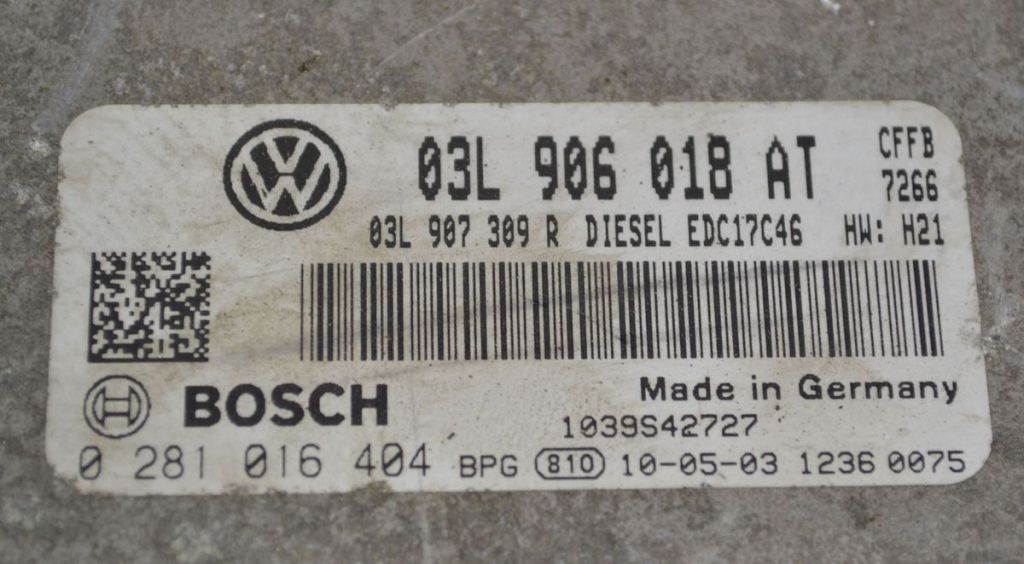 03L 906 018 AT CFFB
7266
03L 907 309 R DIESEL EDC17C46 HW: H21
BOSCH
Made in Germany
1039S42727
0 281 016 404 BPG 810 10-05-03 1236 0075